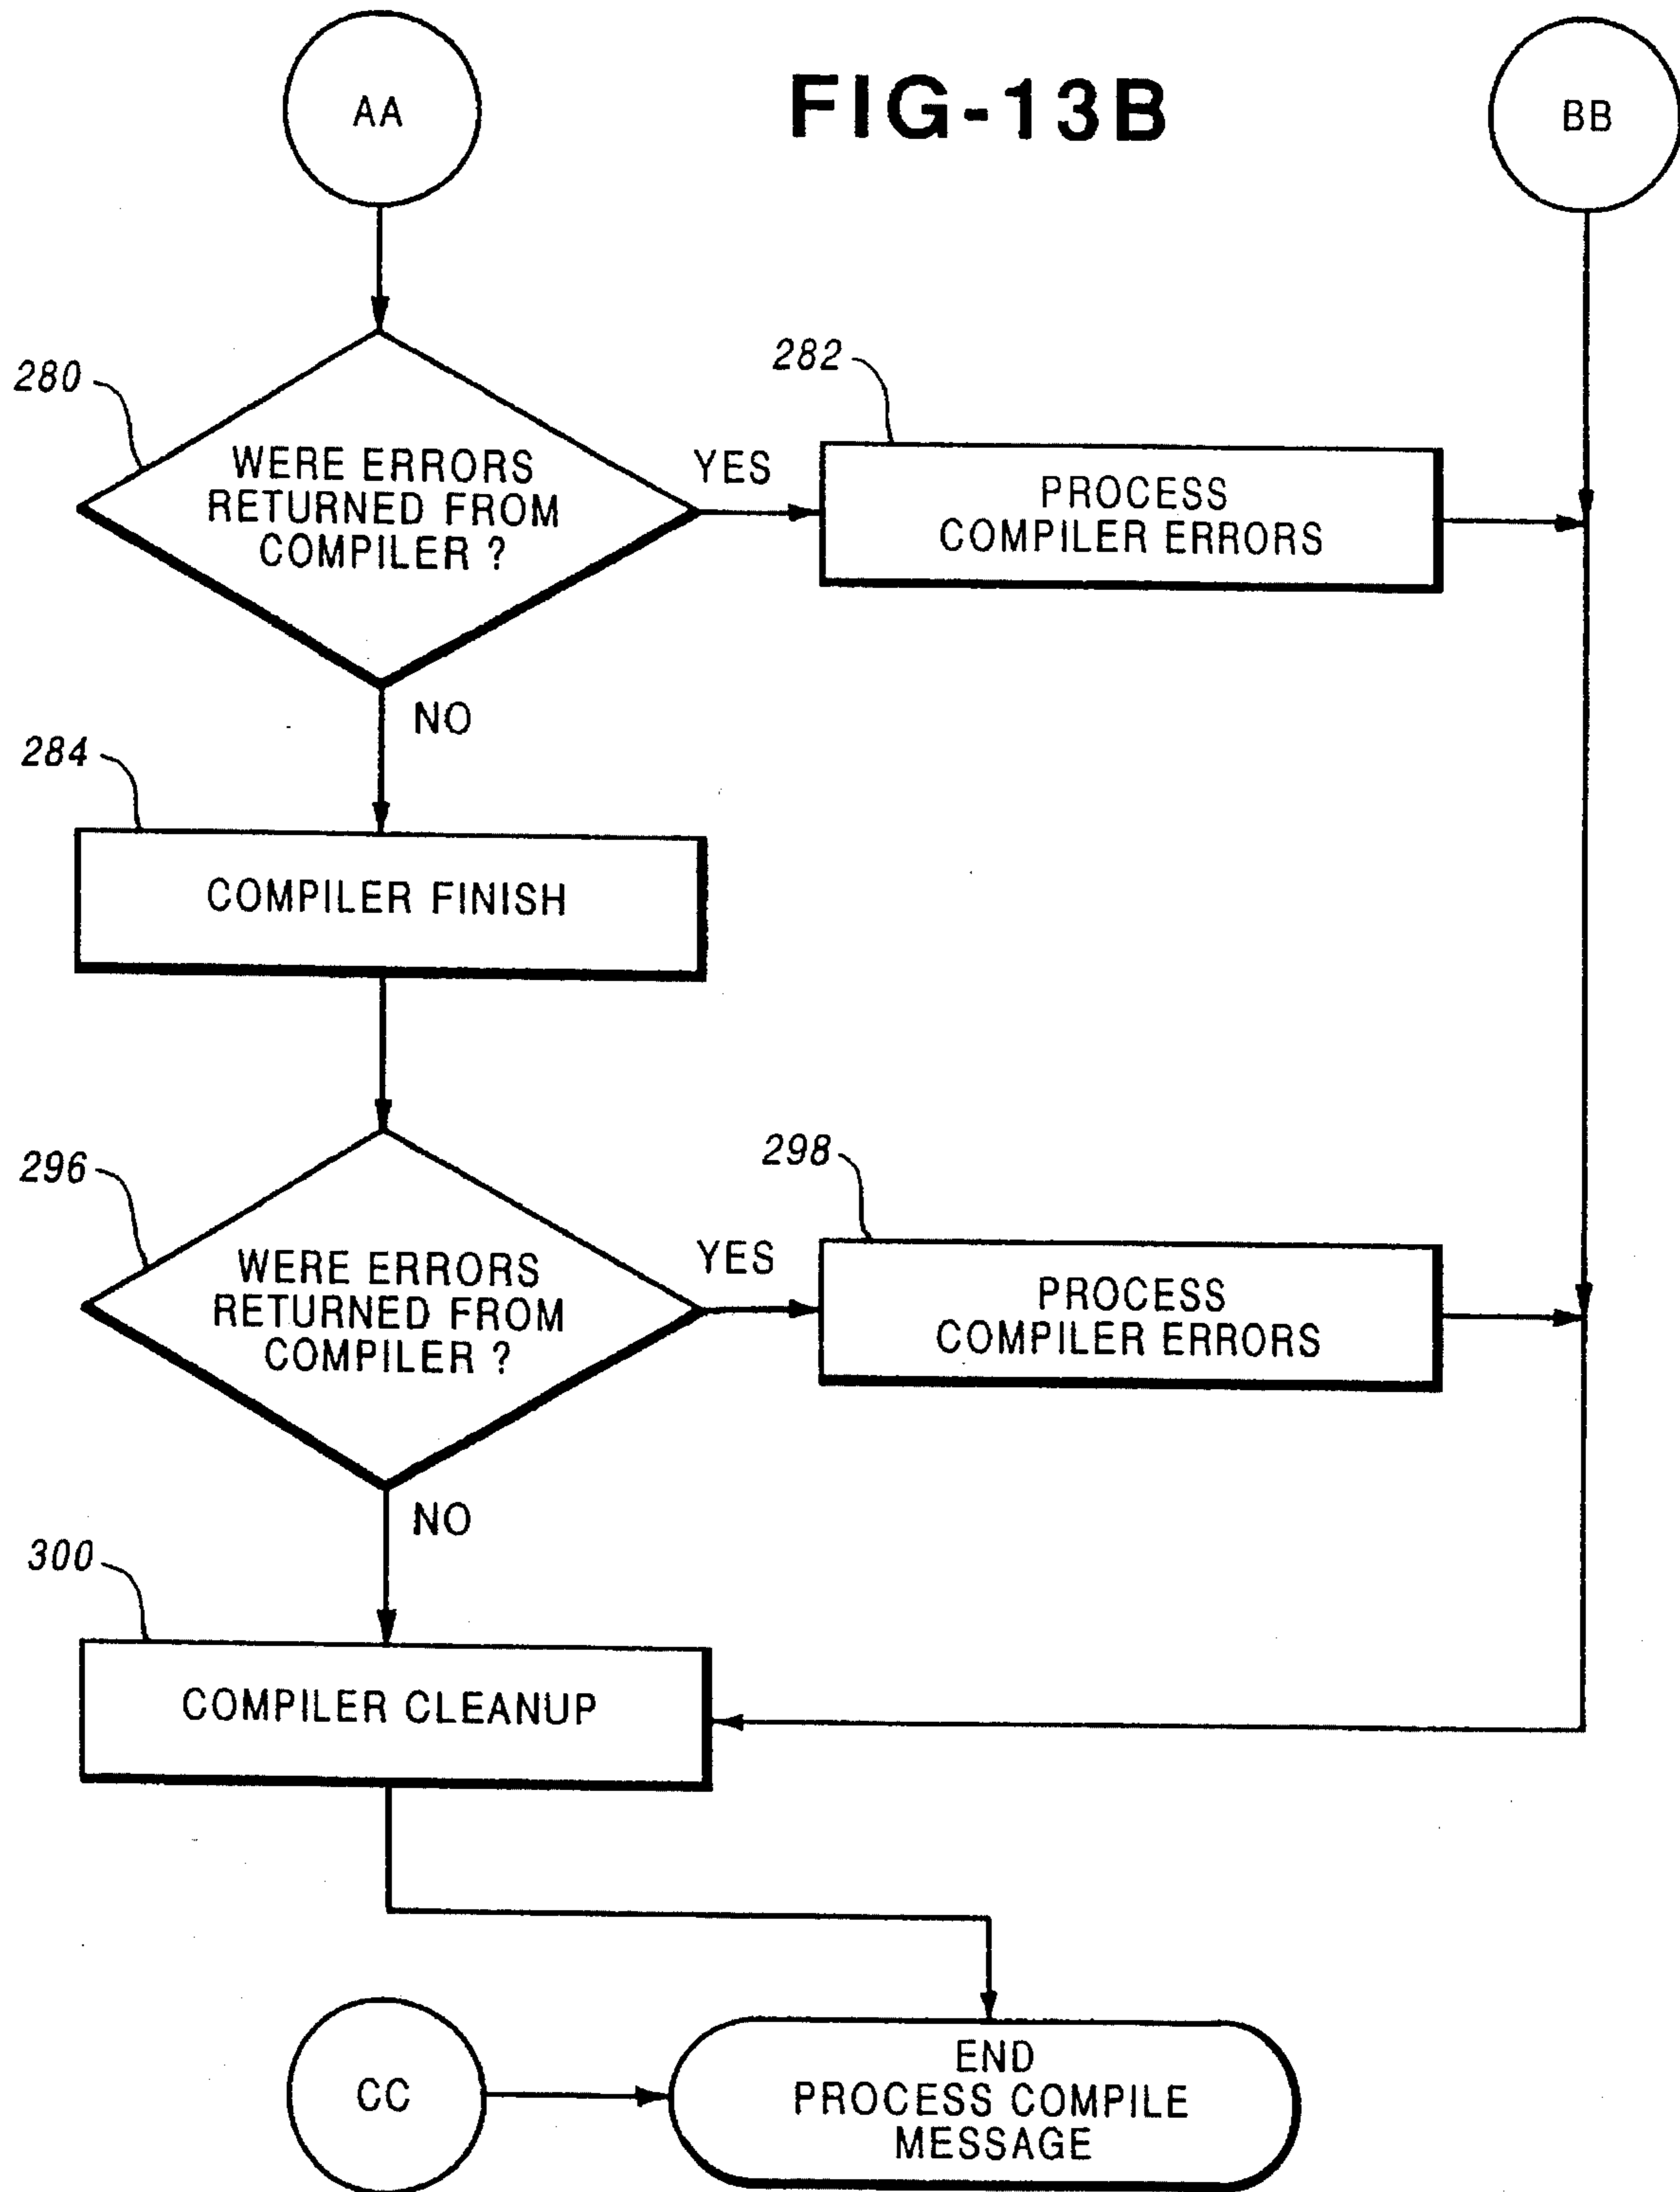 AA
FIG-13B
BB
280
WERE ERRORS
RETURNED FROM
COMPILER ?
YES
282
PROCESS
COMPILER ERRORS
NO
284
COMPILER FINISH
296
WERE ERRORS
RETURNED FROM
COMPILER ?
YES
298
PROCESS
COMPILER ERRORS
NO
300
COMPILER CLEANUP
CC
END
PROCESS COMPILE
MESSAGE